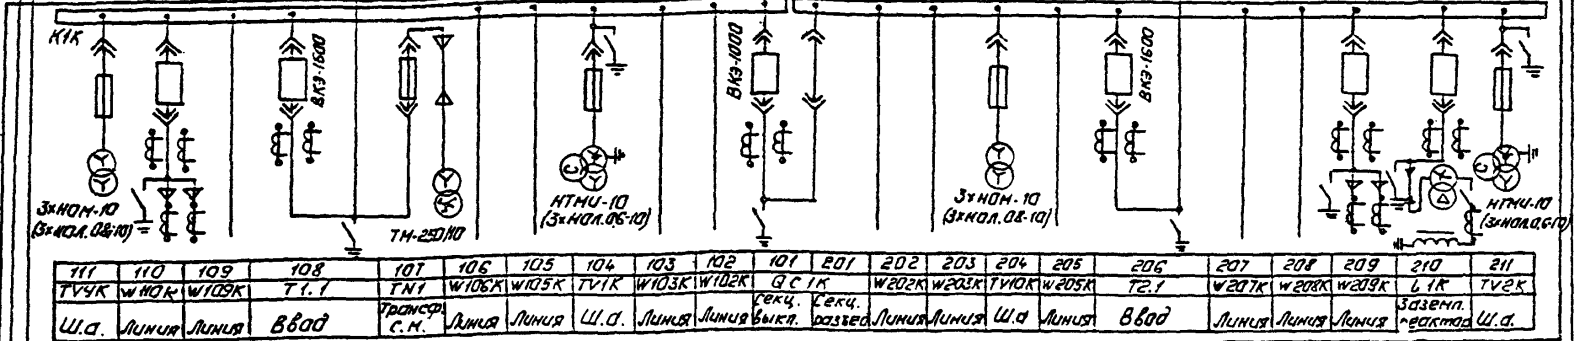 К1К
ВКЭ-1600
ВКЭ-1000
ВКЭ-1600
3хНОМ-10
(3хНОЛ.08-10)
ТМ-250/10
С
НТМИ-10
(3хНОЛ.06-10)
3хНОМ-10
(3хНОЛ.08-10)
С
НТМИ-10
(3хНОЛ.06-10)
111 110 109 108 107 106 105 104 103 102 101 201 202 203 204 205 206 207 208 209 210 211
TV4K W110K W109K T1.1 TN1 W106K W105K TV1K W103K W102K QC1K W202K W203K TV10K W205K T2.1 W207K W208K W209K L1K TV2K
Ш.а. Линия Линия Ввод Трансф. С.Н. Линия Линия Ш.а. Линия Линия Секц. выкл. Секц. разъед Линия Линия Ш.а Линия Ввод Линия Линия Линия Заземл. реактор Ш.а.